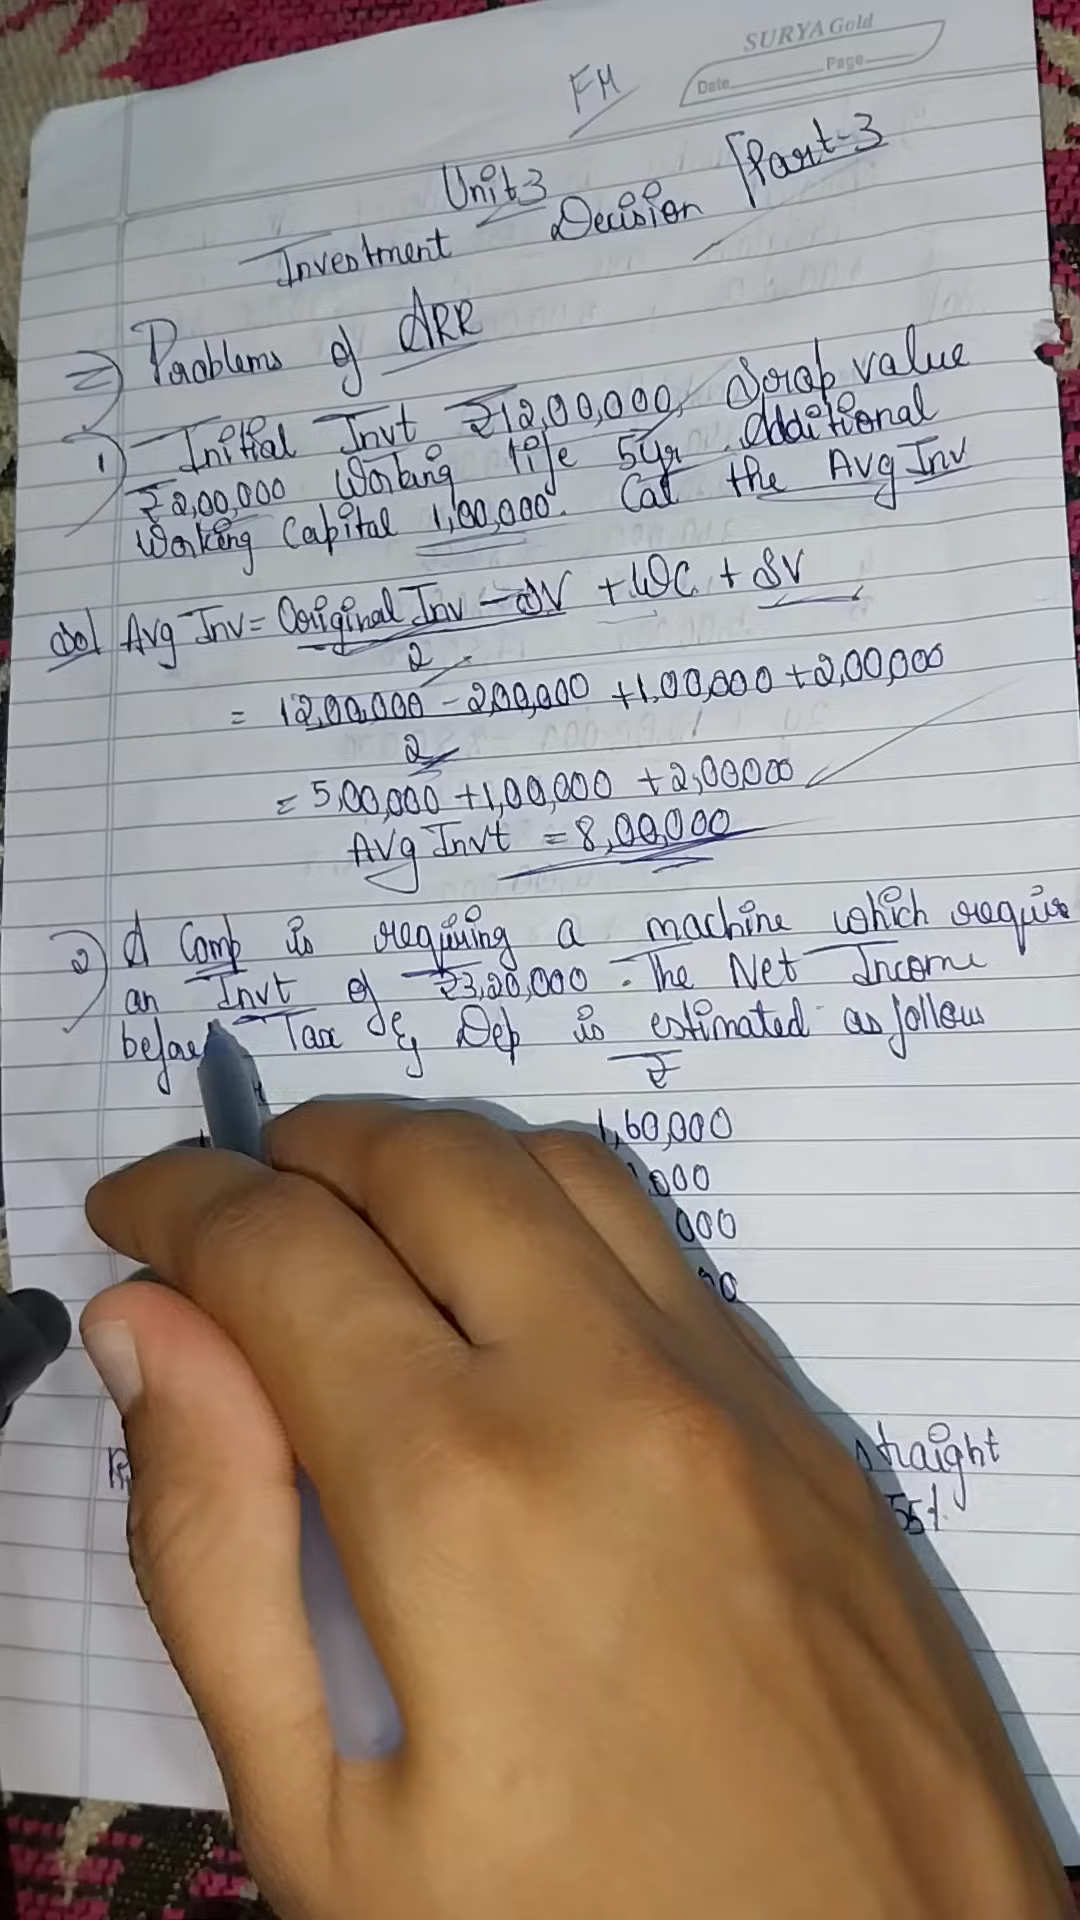 SURYA Gold
Date Page
FM
Unit 3
Investment Decision Part-3
Problems of ARR
1) Initial Invt ₹12,00,000, Scrap value
₹2,00,000 Working life 5yr. Additional
Working Capital 1,00,000. Cal the Avg Inv
Sol Avg Inv = Original Inv - SV + WC + SV
2
= 12,00,000 - 2,00,000 + 1,00,000 + 2,00,000
2
= 5,00,000 + 1,00,000 + 2,00,000
Avg Invt = 8,00,000
2) A Comp is requiring a machine which require
an Invt of ₹3,20,000. The Net Income
before Tax & Dep is estimated as follow
₹
1,60,000
,000
000
straight
55%